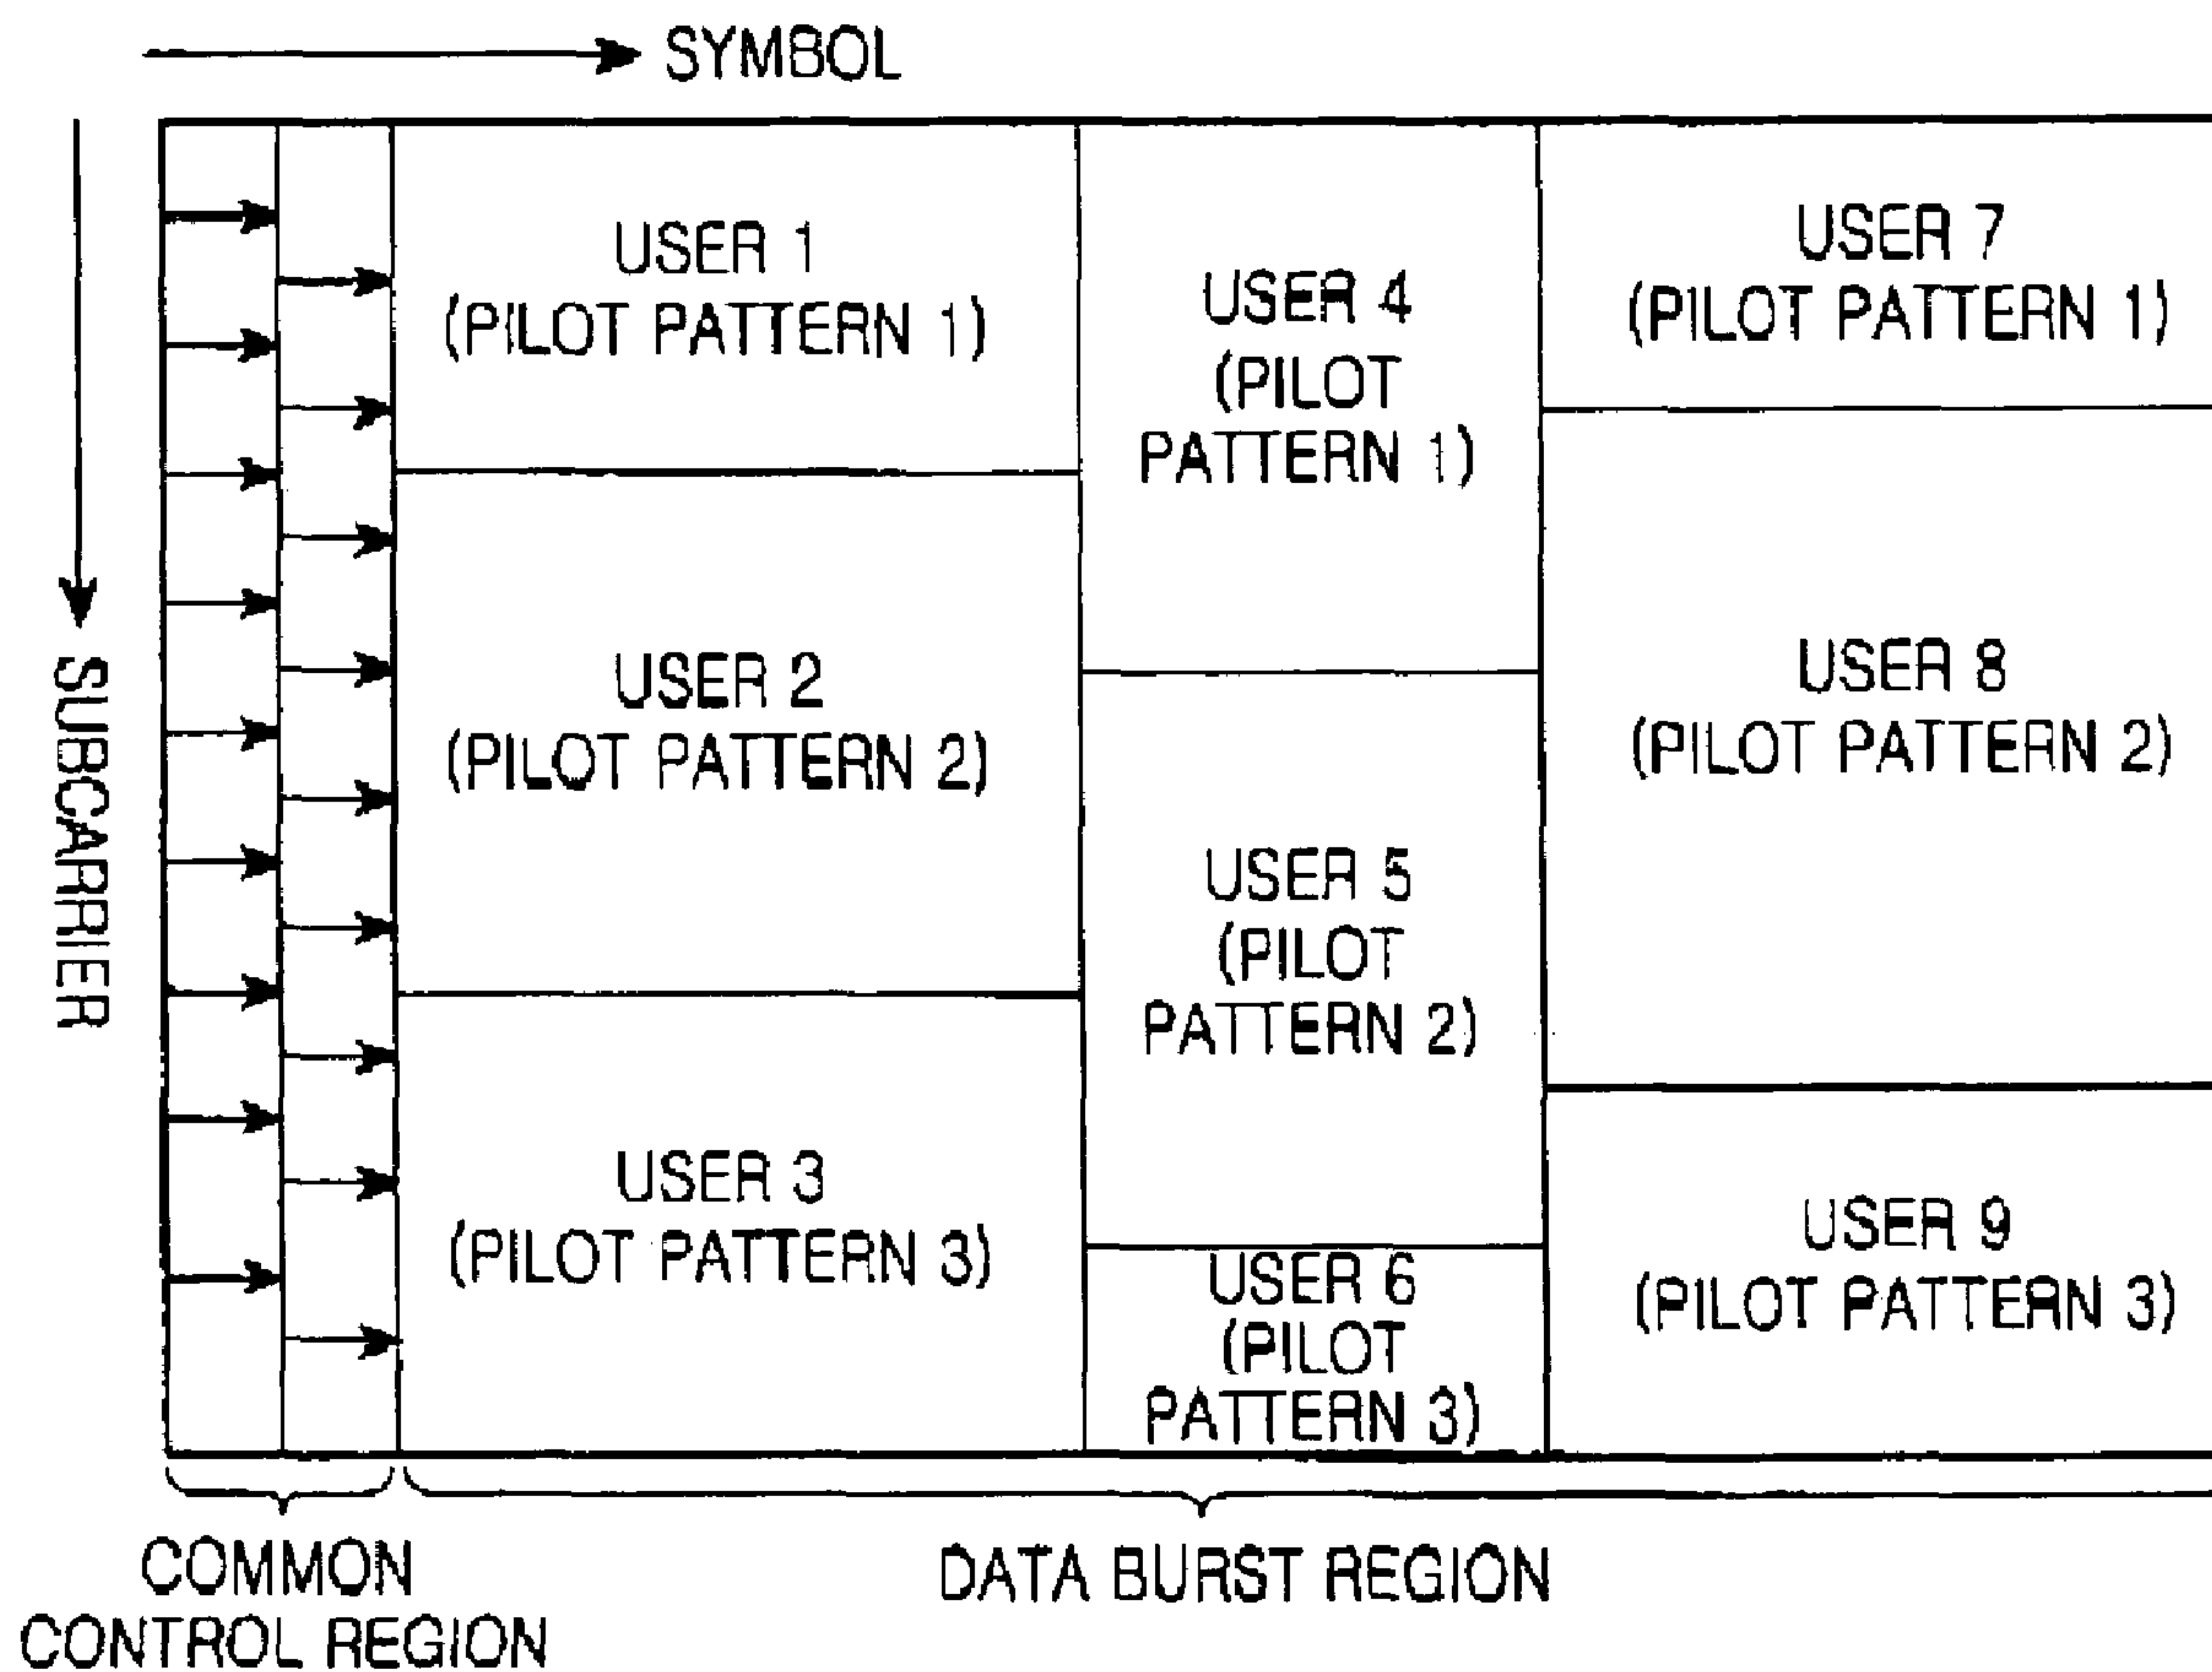 SYMBOL
SUBCARRIER
USER 1
(PILOT PATTERN 1)
USER 2
(PILOT PATTERN 2)
USER 3
(PILOT PATTERN 3)
USER 4
(PILOT
PATTERN 1)
USER 5
(PILOT
PATTERN 2)
USER 6
(PILOT
PATTERN 3)
USER 7
(PILOT PATTERN 1)
USER 8
(PILOT PATTERN 2)
USER 9
(PILOT PATTERN 3)
COMMON
CONTROL REGION
DATA BURST REGION